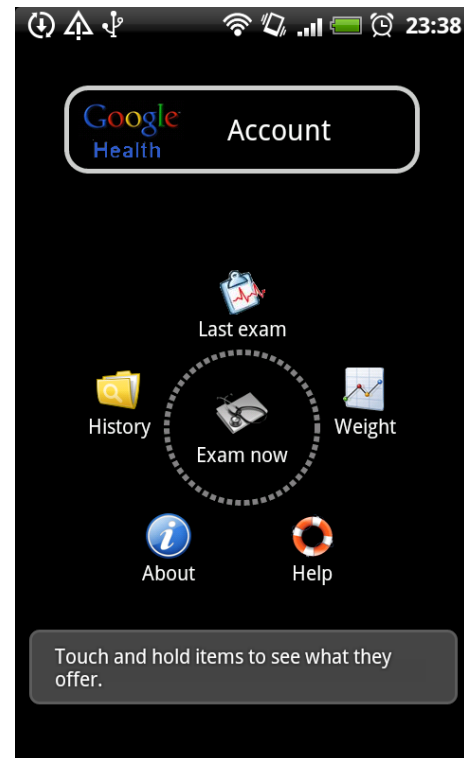 23:38
Google
Health
Account
Last exam
History
Exam now
Weight
About
Help
Touch and hold items to see what they
offer.